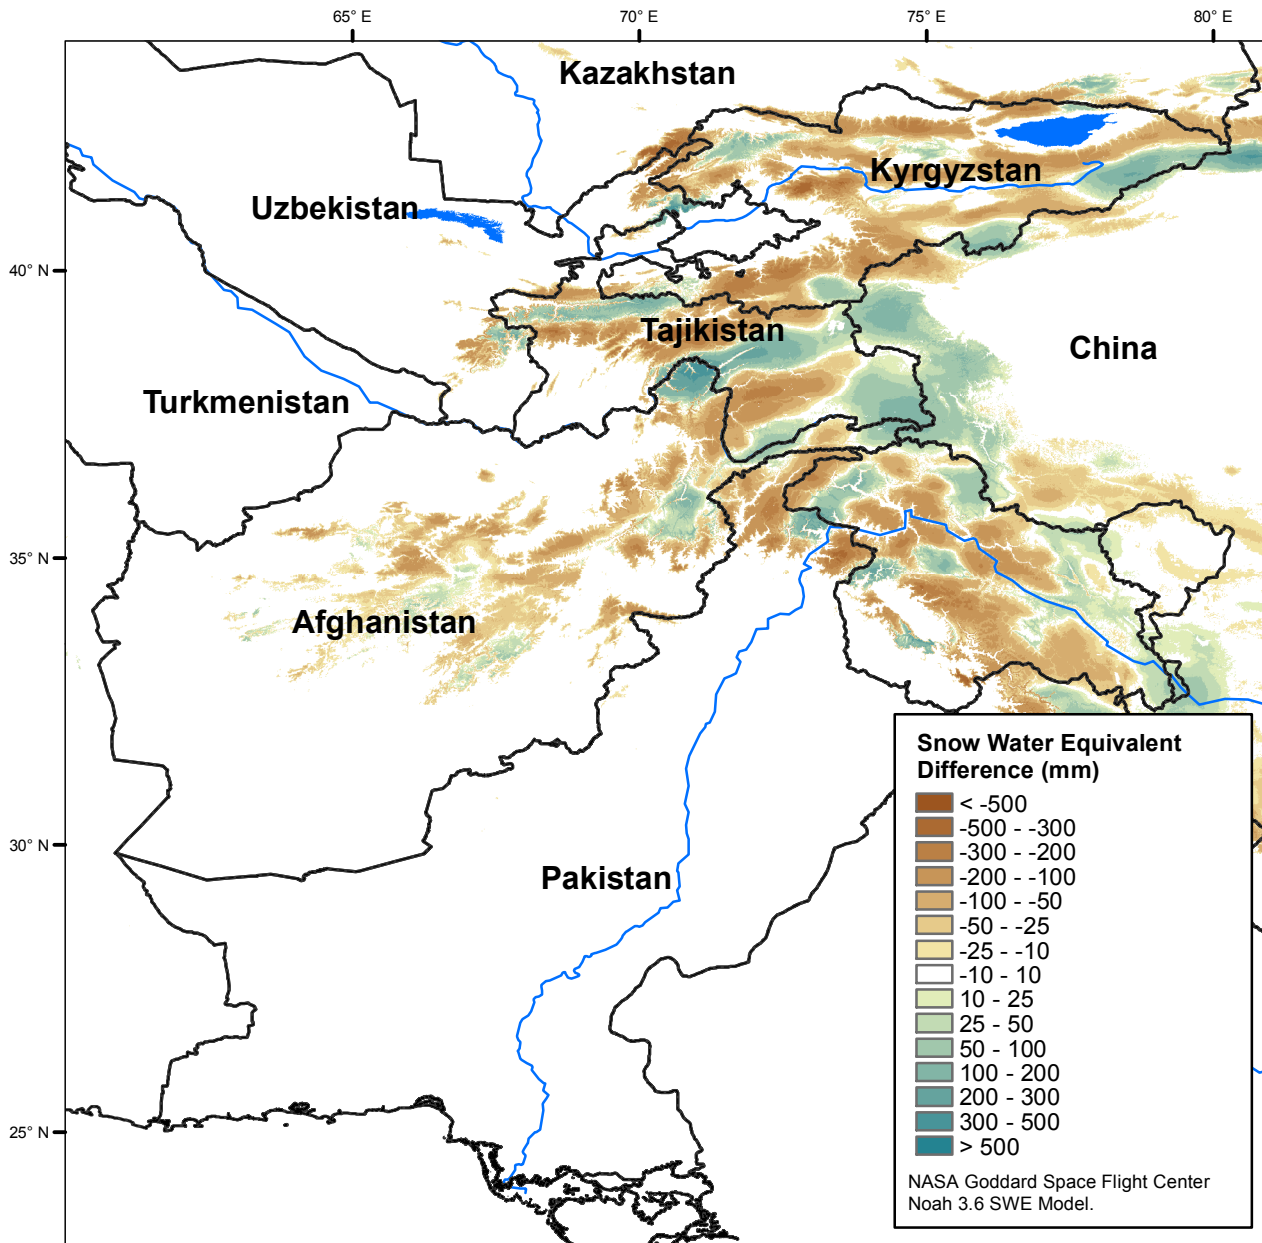 65° E
70° E
75° E
80° E
Kazakhstan
Kyrgyzstan
Uzbekistan
40° N
Tajikistan
China
Turkmenistan
35° N
Afghanistan
30° N
Pakistan
25° N
Snow Water Equivalent
Difference (mm)
< -500
-500 - -300
-300 - -200
-200 - -100
-100 - -50
-50 - -25
-25 - -10
-10 - 10
10 - 25
25 - 50
50 - 100
100 - 200
200 - 300
300 - 500
> 500
NASA Goddard Space Flight Center
Noah 3.6 SWE Model.